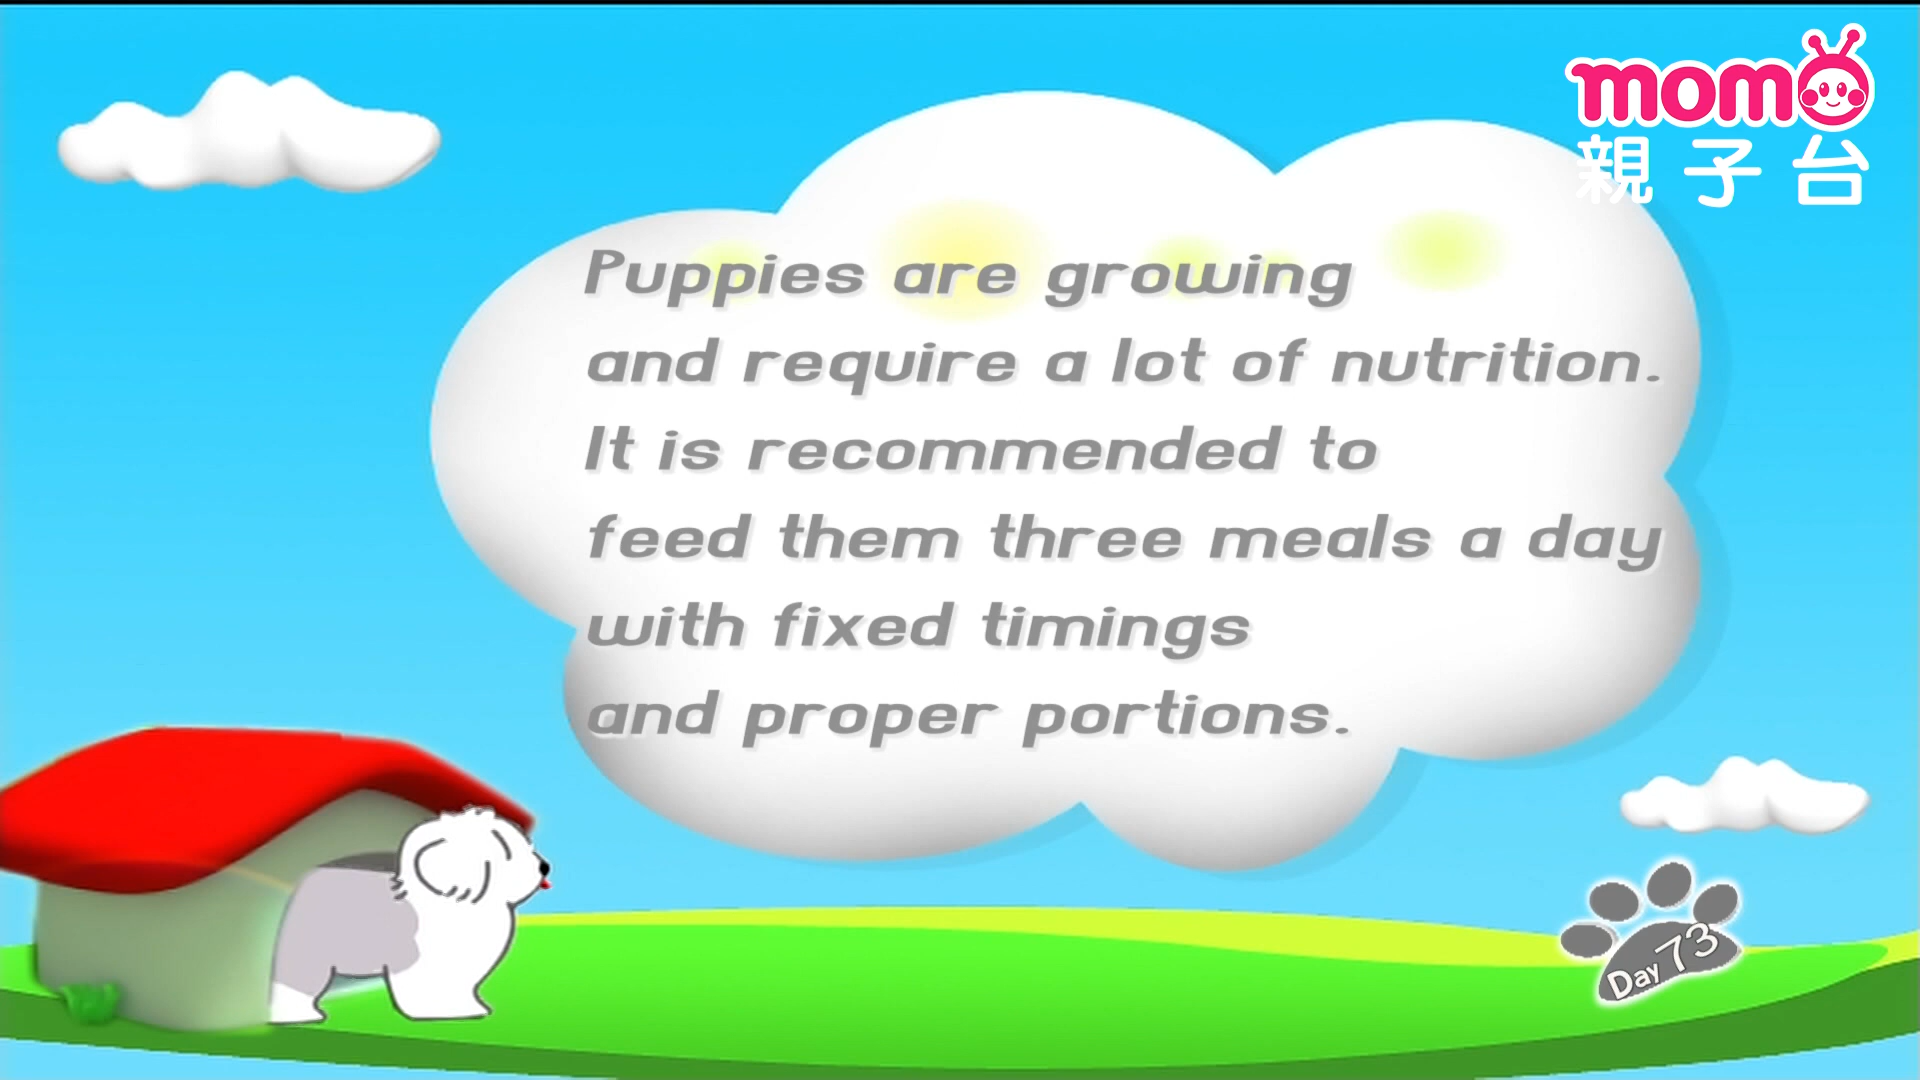 momo
親子台
Puppies are growing
and require a lot of nutrition.
It is recommended to
feed them three meals a day
with fixed timings
and proper portions.
Day 73